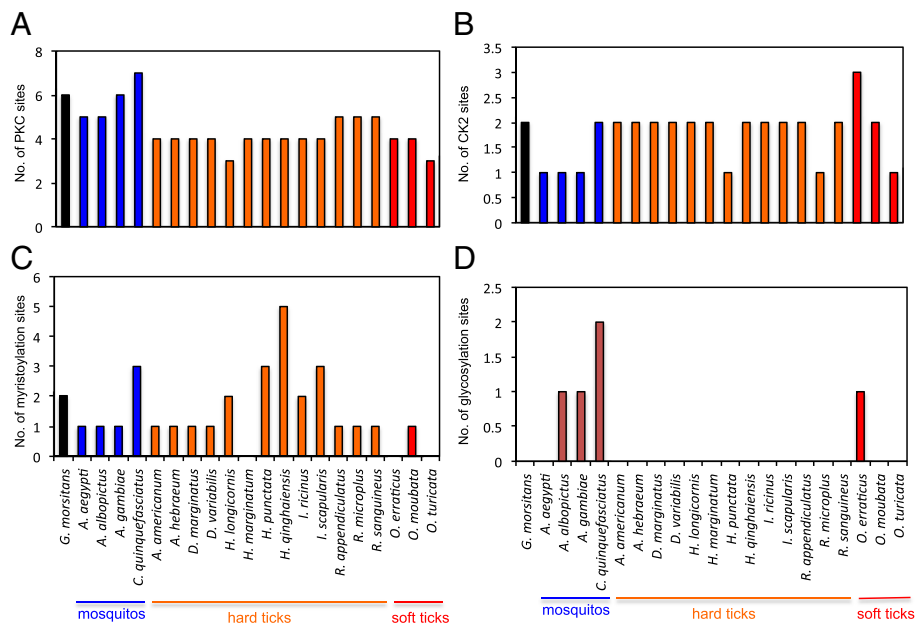 A
No. of PKC sites
8
6
4
2
0
B
No. of CK2 sites
3.5
3
2.5
2
1.5
1
0.5
0
C
No. of myristoylation sites
6
5
4
3
2
1
0
G. morsitans
A. aegypti
A. albopictus
A. gambiae
C. quinquefasciatus
A. americanum
A. hebraeum
D. marginatus
D. variabilis
H. longicornis
H. marginatum
H. punctata
H. qinghaiensis
I. ricinus
I. scapularis
R. appendiculatus
R. microplus
R. sanguineus
O. erraticus
O. moubata
O. turicata
mosquitos
hard ticks
soft ticks
D
No. of glycosylation sites
2.5
2
1.5
1
0.5
0
G. morsitans
A. aegypti
A. albopictus
A. gambiae
C. quinquefasciatus
A. americanum
A. hebraeum
D. marginatus
D. variabilis
H. longicornis
H. marginatum
H. punctata
H. qinghaiensis
I. ricinus
I. scapularis
R. appendiculatus
R. microplus
R. sanguineus
O. erraticus
O. moubata
O. turicata
mosquitos
hard ticks
soft ticks